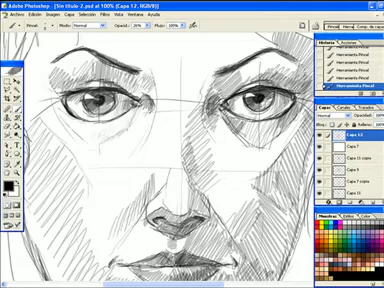 Adobe Photoshop - [Sin título-2.psd al 100% (Capa 12, RGB/8)]
Archivo Edición Imagen Capa Selección Filtro Vista Ventana Ayuda
Pincel: Modo: Normal Opacidad: 26% Flujo: 100%
Historia Acciones
Herramienta Pincel
Herramienta Pincel
Herramienta Pincel
Herramienta Pincel
Herramienta Pincel
Capas Canales Trazados
Normal Opacidad: 100%
Capa 12
Capa 7
Capa 11 copia
Capa 9
Capa 7 copia
Capa 11
Muestras Estilos Color